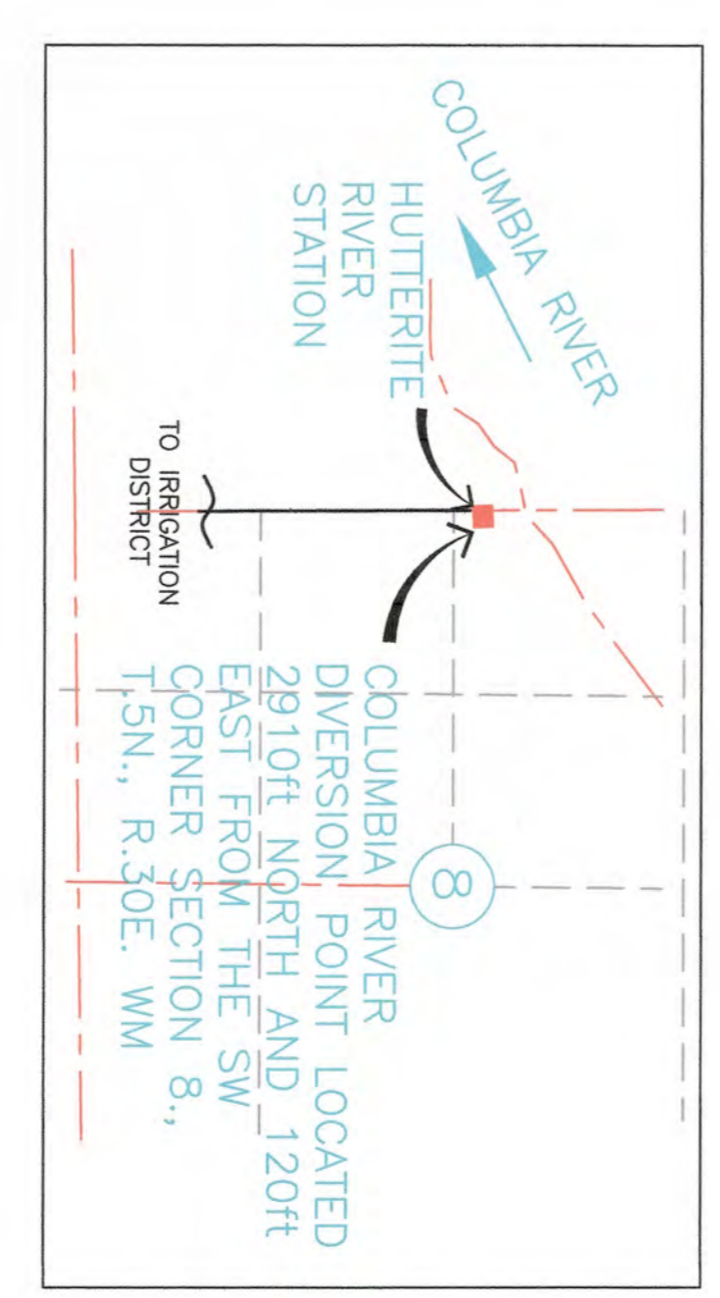 COLUMBIA RIVER
HUTTERITE
RIVER
STATION
TO IRRIGATION
DISTRICT
8
COLUMBIA RIVER
DIVERSION POINT LOCATED
2910ft NORTH AND 120ft
EAST FROM THE SW
CORNER SECTION 8.,
T.5N., R.30E. WM